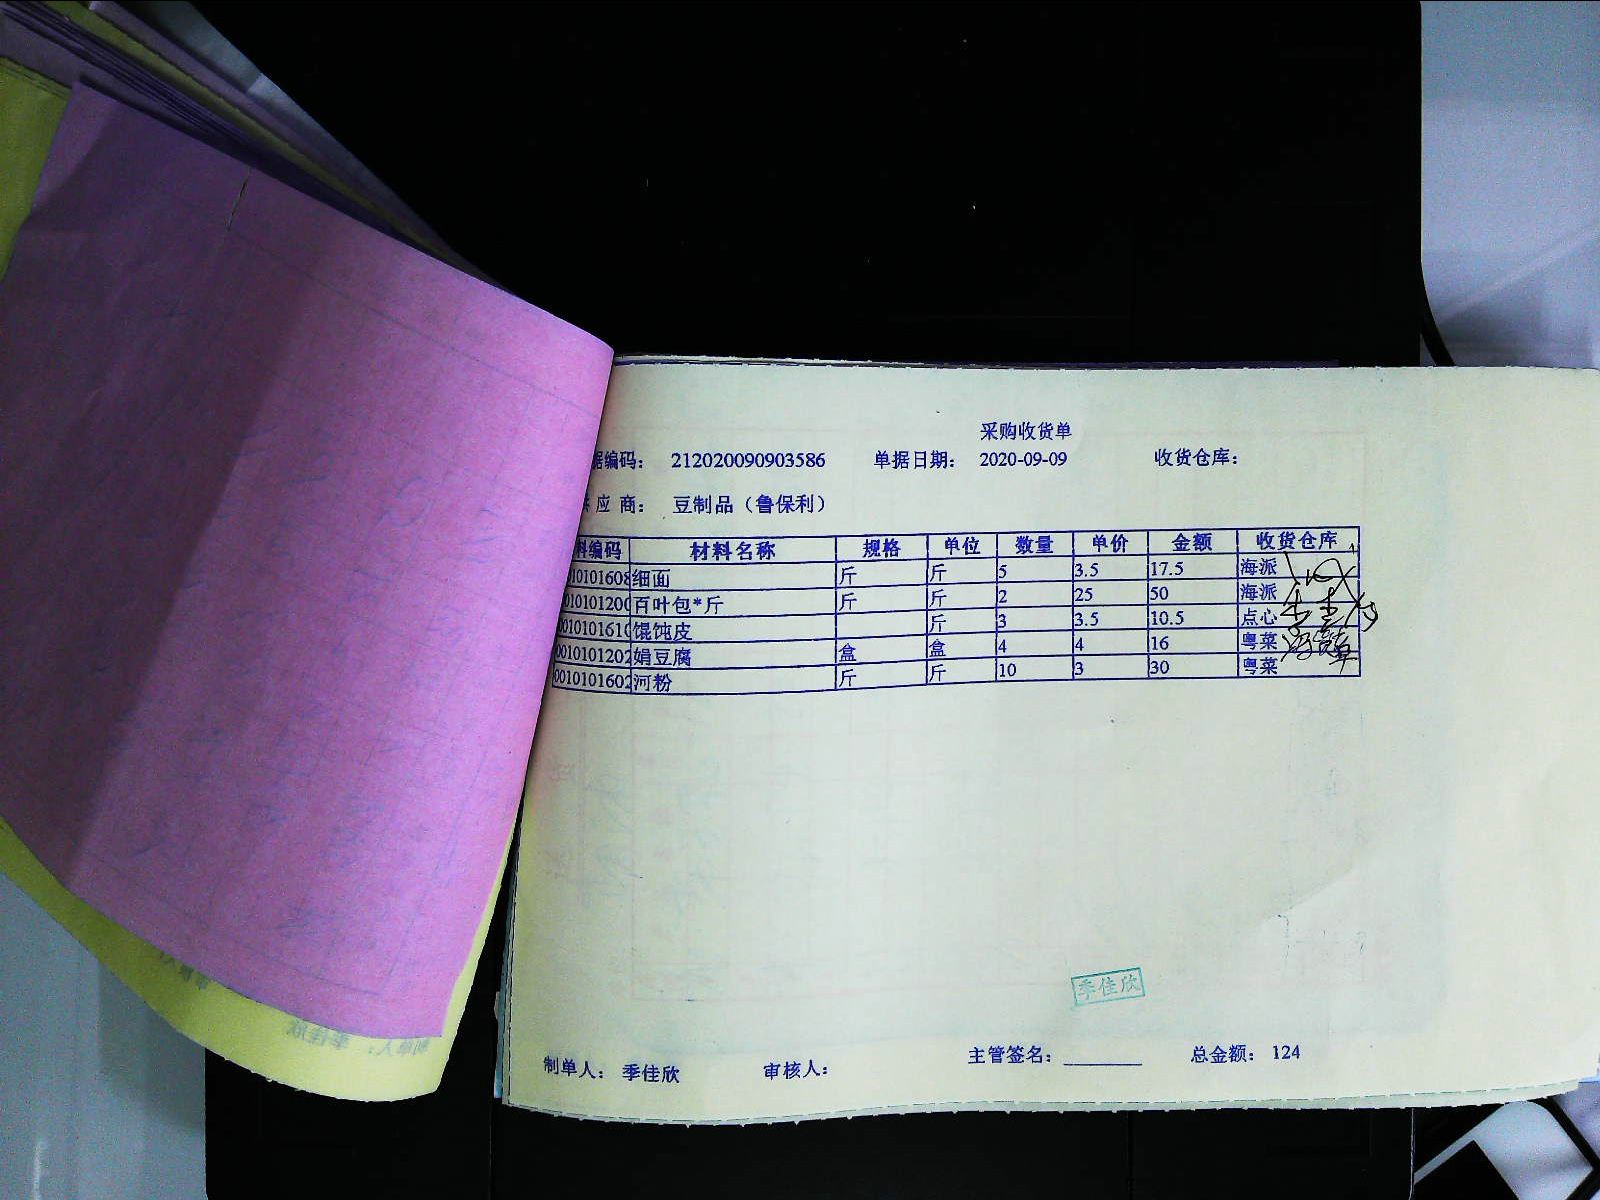 采购收货单
据编码： 212020090903586 单据日期： 2020-09-09 收货仓库：
应 商： 豆制品（鲁保利）
料编码 材料名称 规格 单位 数量 单价 金额 收货仓库
010101608 细面 斤 斤 5 3.5 17.5 海派
01010120 百叶包*斤 斤 斤 2 25 50 海派
001010161 馄饨皮 斤 3 3.5 10.5 点心
001010120 娟豆腐 盒 盒 4 4 16 粤菜
001010160 河粉 斤 斤 10 3 30 粤菜
季佳欣
制单人： 季佳欣 审核人： 主管签名： 总金额： 124